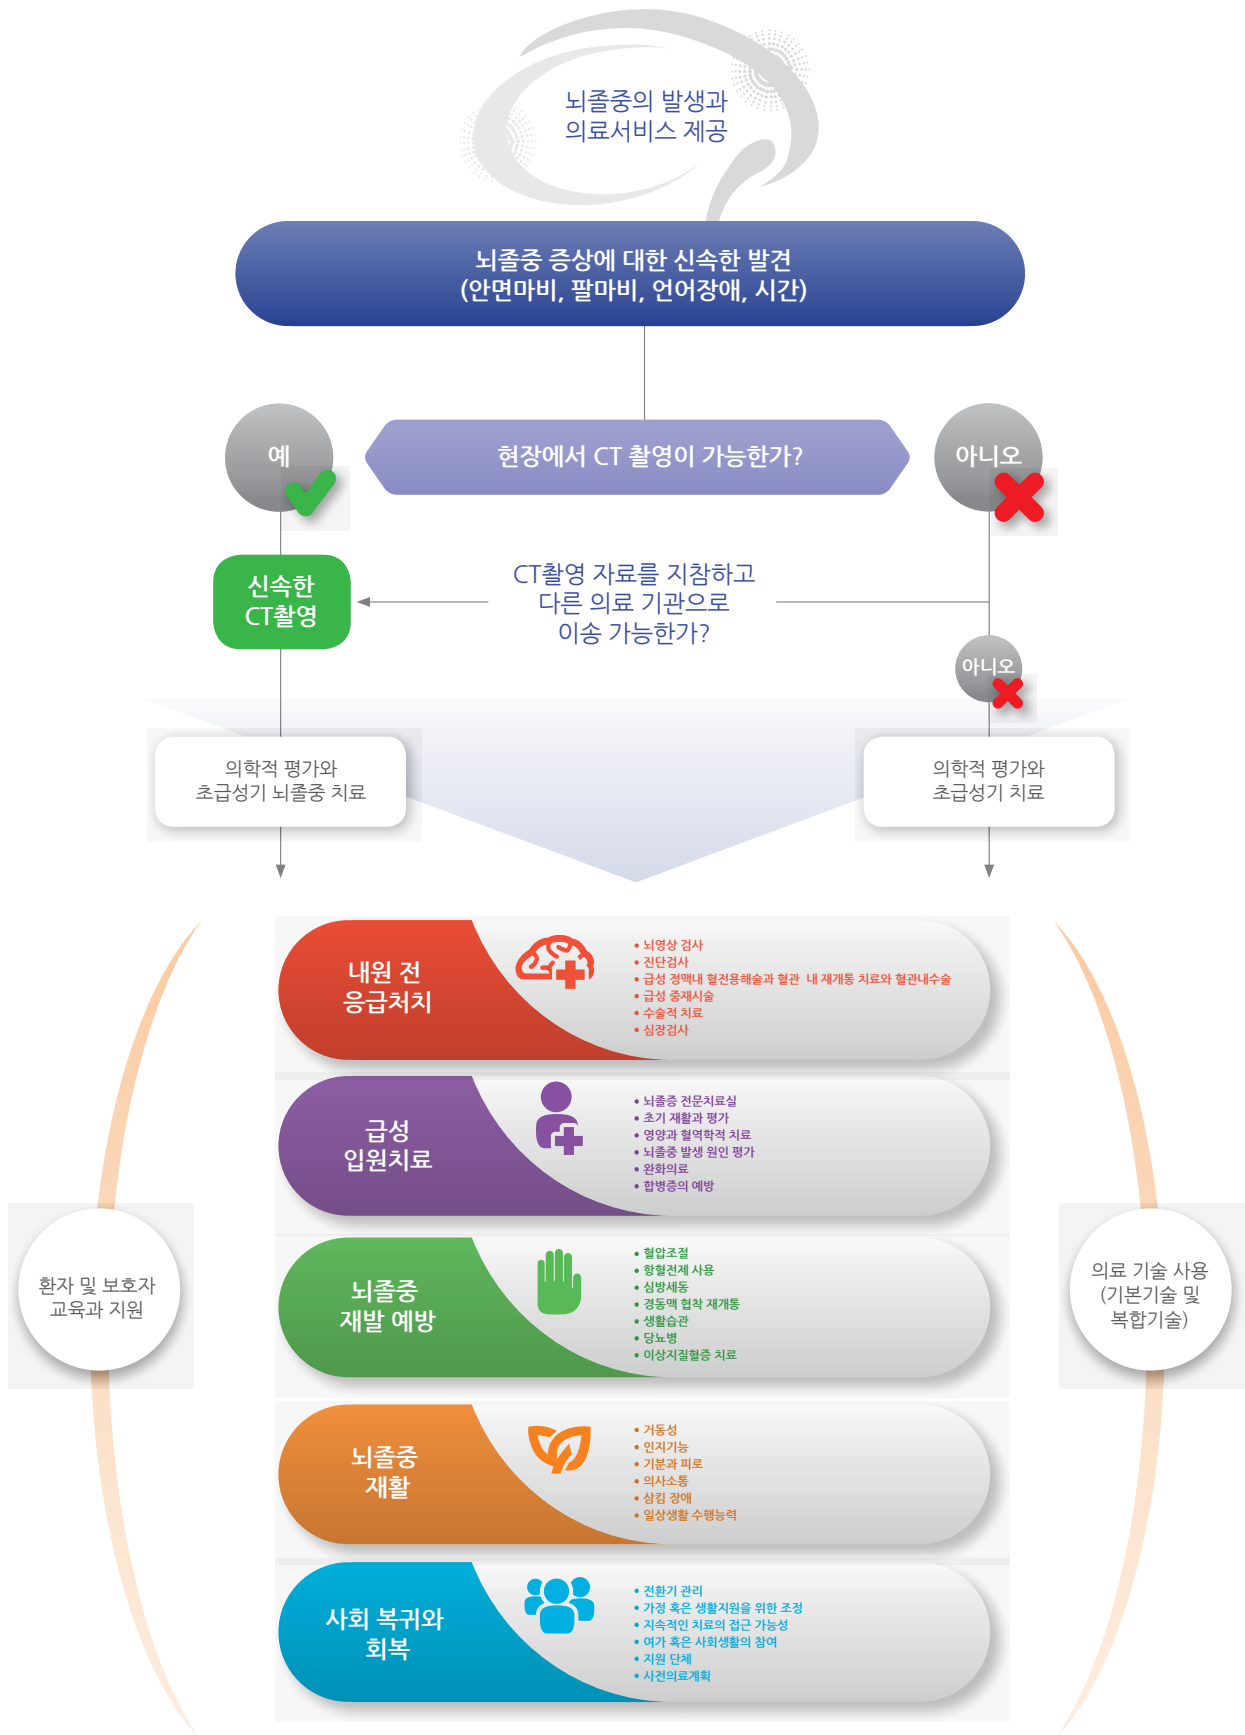 뇌졸중의 발생과
의료서비스 제공
뇌졸중 증상에 대한 신속한 발견
(안면마비, 팔마비, 언어장애, 시간)
예
현장에서 CT 촬영이 가능한가?
아니오
신속한
CT촬영
CT촬영 자료를 지참하고
다른 의료 기관으로
이송 가능한가?
아니오
의학적 평가와
초급성기 뇌졸중 치료
의학적 평가와
초급성기 치료
내원 전
응급처치
• 뇌영상 검사
• 진단검사
• 급성 정맥내 혈전용해술과 혈관 내 재개통 치료와 혈관내수술
• 급성 중재시술
• 수술적 치료
• 심장검사
급성
입원치료
• 뇌졸증 전문치료실
• 초기 재활과 평가
• 영양과 혈역학적 치료
• 뇌졸중 발생 원인 평가
• 완화의료
• 합병증의 예방
환자 및 보호자
교육과 지원
뇌졸중
재발 예방
• 혈압조절
• 항혈전제 사용
• 심방세동
• 경동맥 협착 재개통
• 생활습관
• 당뇨병
• 이상지질혈증 치료
의료 기술 사용
(기본기술 및
복합기술)
뇌졸중
재활
• 거동성
• 인지기능
• 기분과 피로
• 의사소통
• 삼킴 장애
• 일상생활 수행능력
사회 복귀와
회복
• 전환기 관리
• 가정 혹은 생활지원을 위한 조정
• 지속적인 치료의 접근 가능성
• 여가 혹은 사회생활의 참여
• 지원 단체
• 사전의료계획